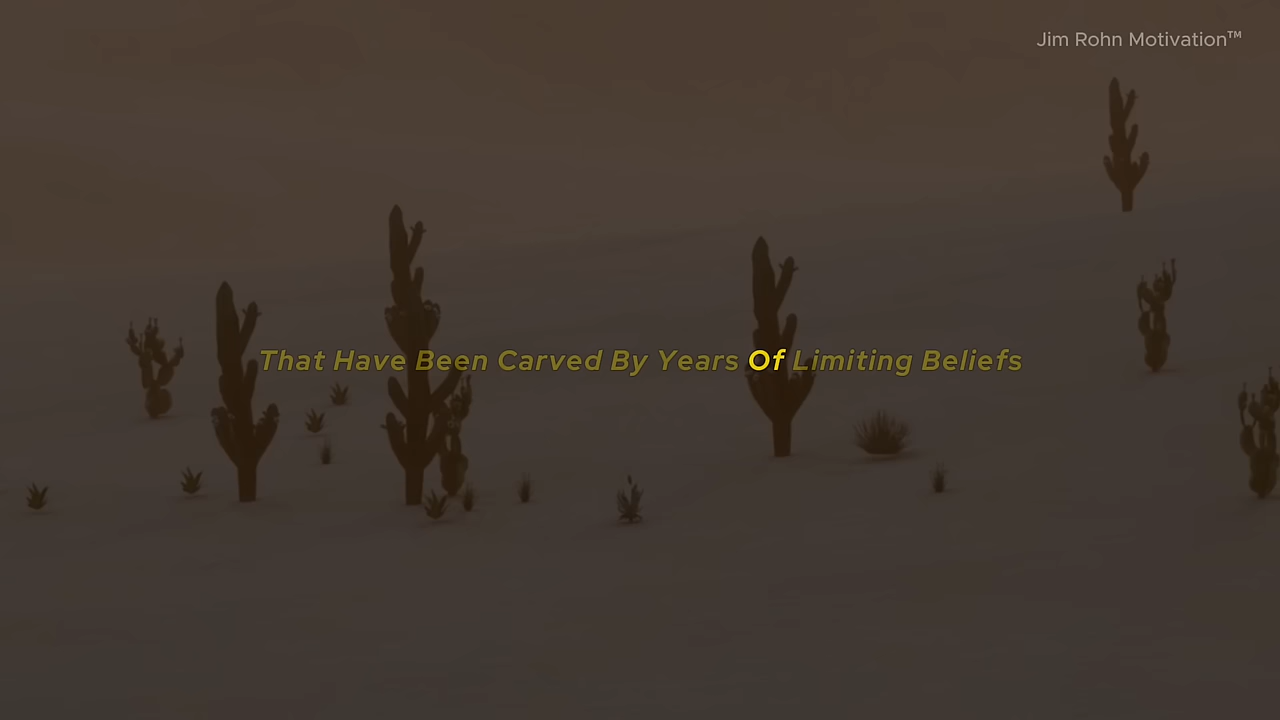 Jim Rohn Motivation™
That Have Been Carved By Years Of Limiting Beliefs